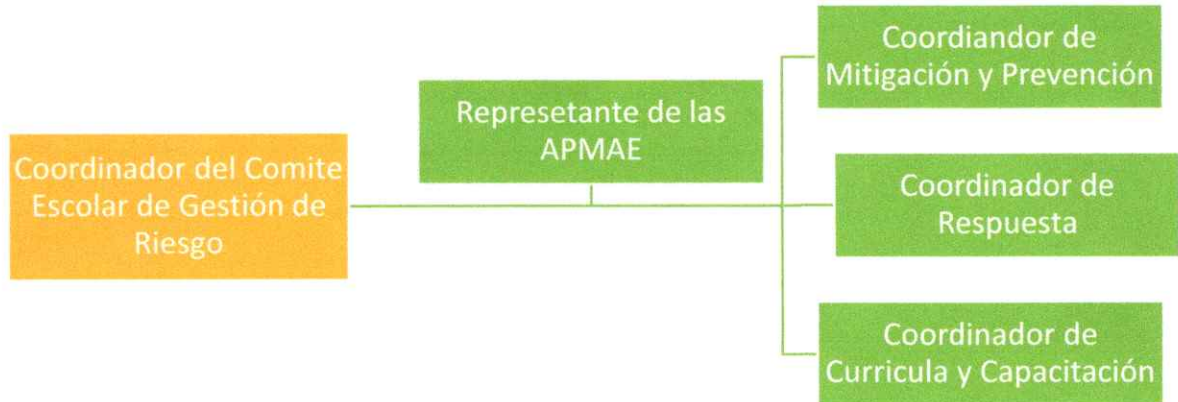 Coordinador del Comite
Escolar de Gestión de
Riesgo
Represetante de las
APMAE
Coordiandor de
Mitigación y Prevención
Coordinador de
Respuesta
Coordinador de
Curricula y Capacitación